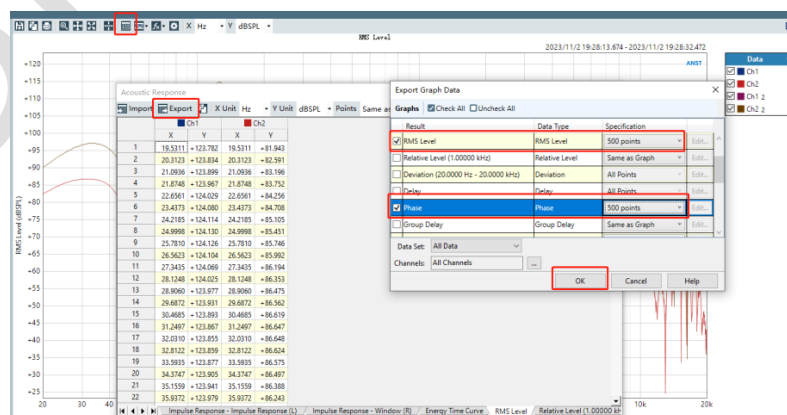 X Hz Y dBSPL
RMS Level
2023/11/2 19:28:13.674 - 2023/11/2 19:28:32.472
ANST
Data
Ch1
Ch2
Ch1 2
Ch2 2
+120
+115
+110
+105
+100
+95
+90
+85
+80
+75
+70
+65
+60
+55
+50
+45
+40
+35
+30
+25
RMS Level (dBSPL)
20 30 40 10k 20k
Acoustic Response
Import Export X Unit Hz Y Unit dBSPL Points Same as
Ch1 Ch2
X Y X Y
1 19.5311 +123.782 19.5311 +81.943
2 20.3123 +123.834 20.3123 +82.591
3 21.0936 +123.899 21.0936 +83.196
4 21.8748 +123.967 21.8748 +83.752
5 22.6561 +124.029 22.6561 +84.256
6 23.4373 +124.080 23.4373 +84.708
7 24.2185 +124.114 24.2185 +85.105
8 24.9998 +124.130 24.9998 +85.451
9 25.7810 +124.126 25.7810 +85.746
10 26.5623 +124.104 26.5623 +85.992
11 27.3435 +124.069 27.3435 +86.194
12 28.1248 +124.025 28.1248 +86.353
13 28.9060 +123.977 28.9060 +86.475
14 29.6872 +123.931 29.6872 +86.562
15 30.4685 +123.893 30.4685 +86.619
16 31.2497 +123.867 31.2497 +86.647
17 32.0310 +123.855 32.0310 +86.648
18 32.8122 +123.859 32.8122 +86.624
19 33.5935 +123.877 33.5935 +86.575
20 34.3747 +123.905 34.3747 +86.497
21 35.1559 +123.941 35.1559 +86.388
22 35.9372 +123.979 35.9372 +86.243
Impulse Response - Impulse Response (L) Impulse Response - Window (R) Energy Time Curve RMS Level Relative Level (1.00000 kH
Export Graph Data
Graphs Check All Uncheck All
Result Data Type Specification
RMS Level RMS Level 500 points Edit...
Relative Level (1.00000 kHz) Relative Level Same as Graph Edit...
Deviation (20.0000 Hz - 20.0000 kHz) Deviation All Points Edit...
Delay Delay All Points Edit...
Phase Phase 500 points Edit...
Group Delay Group Delay Same as Graph Edit...
Data Set: All Data
Channels: All Channels ...
OK Cancel Help